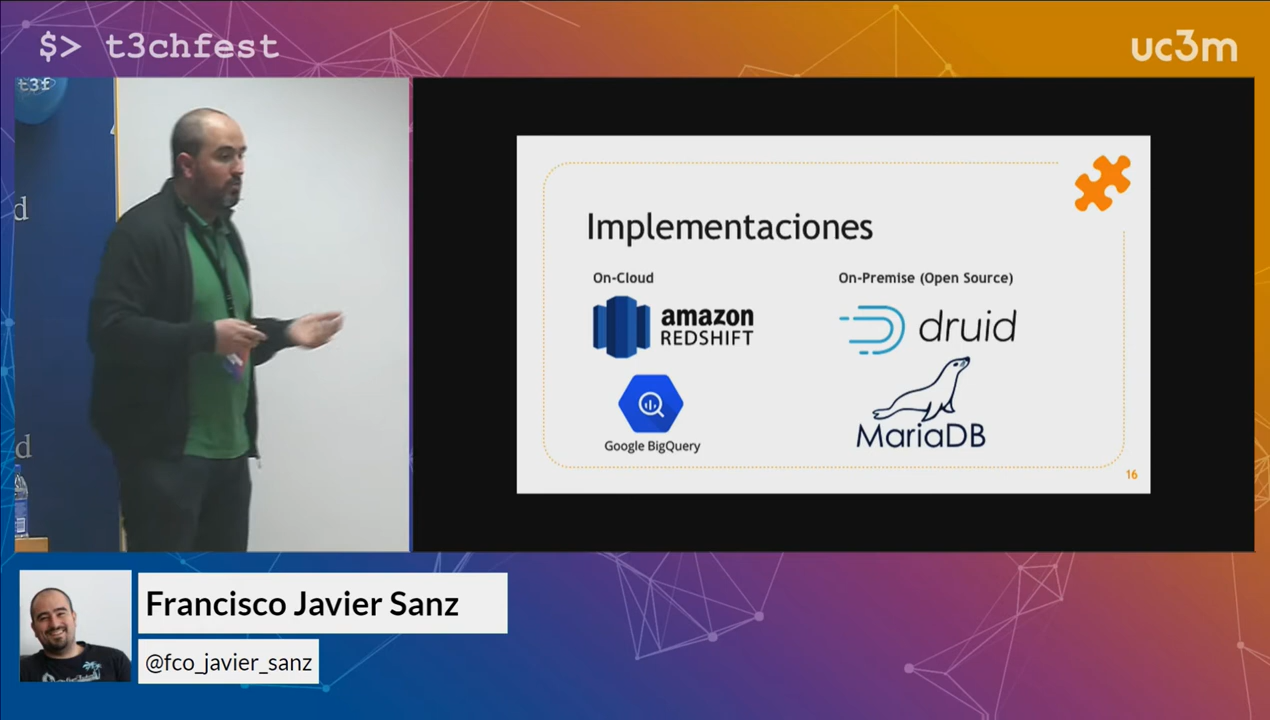 $> t3chfest
uc3m
t3f
d
d
Implementaciones
On-Cloud
On-Premise (Open Source)
amazon
REDSHIFT
druid
Google BigQuery
MariaDB
16
Francisco Javier Sanz
@fco_javier_sanz